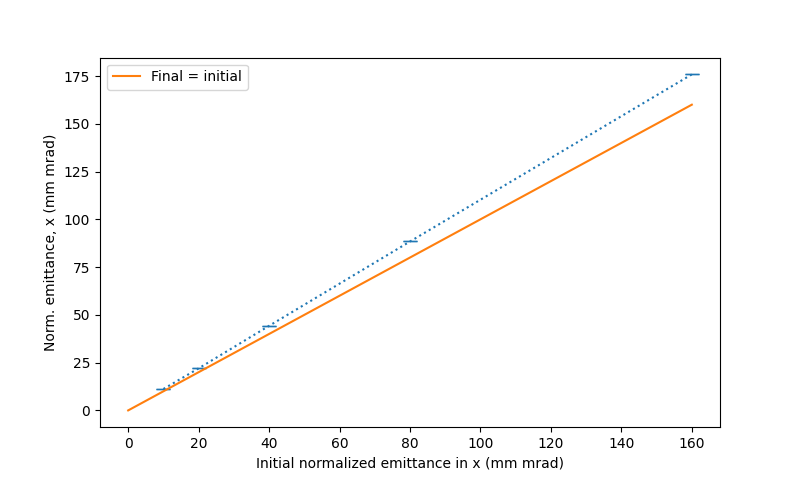 Final = initial
175
150
125
100
75
50
25
0
Norm. emittance, x (mm mrad)
0 20 40 60 80 100 120 140 160
Initial normalized emittance in x (mm mrad)